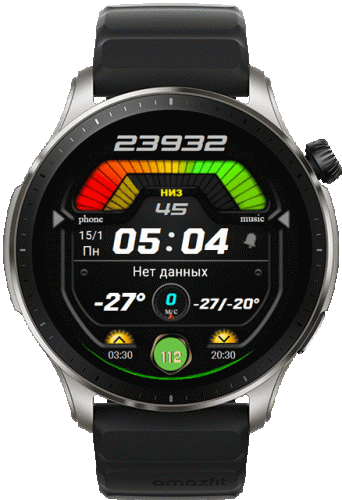 23932
НИЗ
45
phone
music
15/1
Пн
05:04
Нет данных
-27° 0 М/С -27/-20°
03:30 112 20:30
amazfit